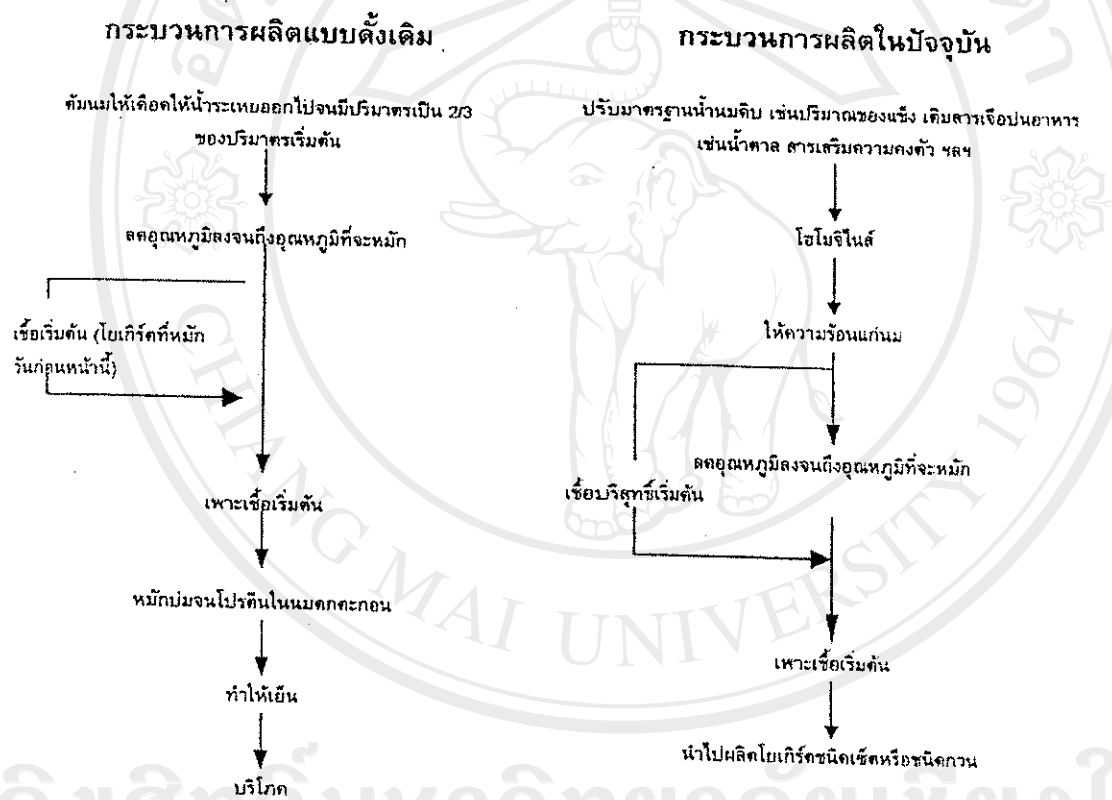 กระบวนการผลิตแบบดั้งเดิม
ต้มนมให้เดือดให้น้ำระเหยออกไปจนมีปริมาตรเป็น 2/3
ของปริมาตรเริ่มต้น
ลดอุณหภูมิลงจนถึงอุณหภูมิที่จะหมัก
เชื้อเริ่มต้น (โยเกิร์ตที่หมัก
วันก่อนหน้านี้)
เพาะเชื้อเริ่มต้น
หมักบ่มจนโปรตีนในนมตกตะกอน
ทำให้เย็น
บริโภค
กระบวนการผลิตในปัจจุบัน
ปรับมาตรฐานน้ำนมดิบ เช่นปริมาณของแข็ง เติมสารเจือปนอาหาร
เช่นน้ำตาล สารเสริมความคงตัว ฯลฯ
โฮโมจิไนส์
ให้ความร้อนแก่นม
ลดอุณหภูมิลงจนถึงอุณหภูมิที่จะหมัก
เชื้อบริสุทธิ์เริ่มต้น
เพาะเชื้อเริ่มต้น
นำไปผลิตโยเกิร์ตชนิดเซ็ตหรือชนิดกวน
CHIANG MAI UNIVERSITY 1964